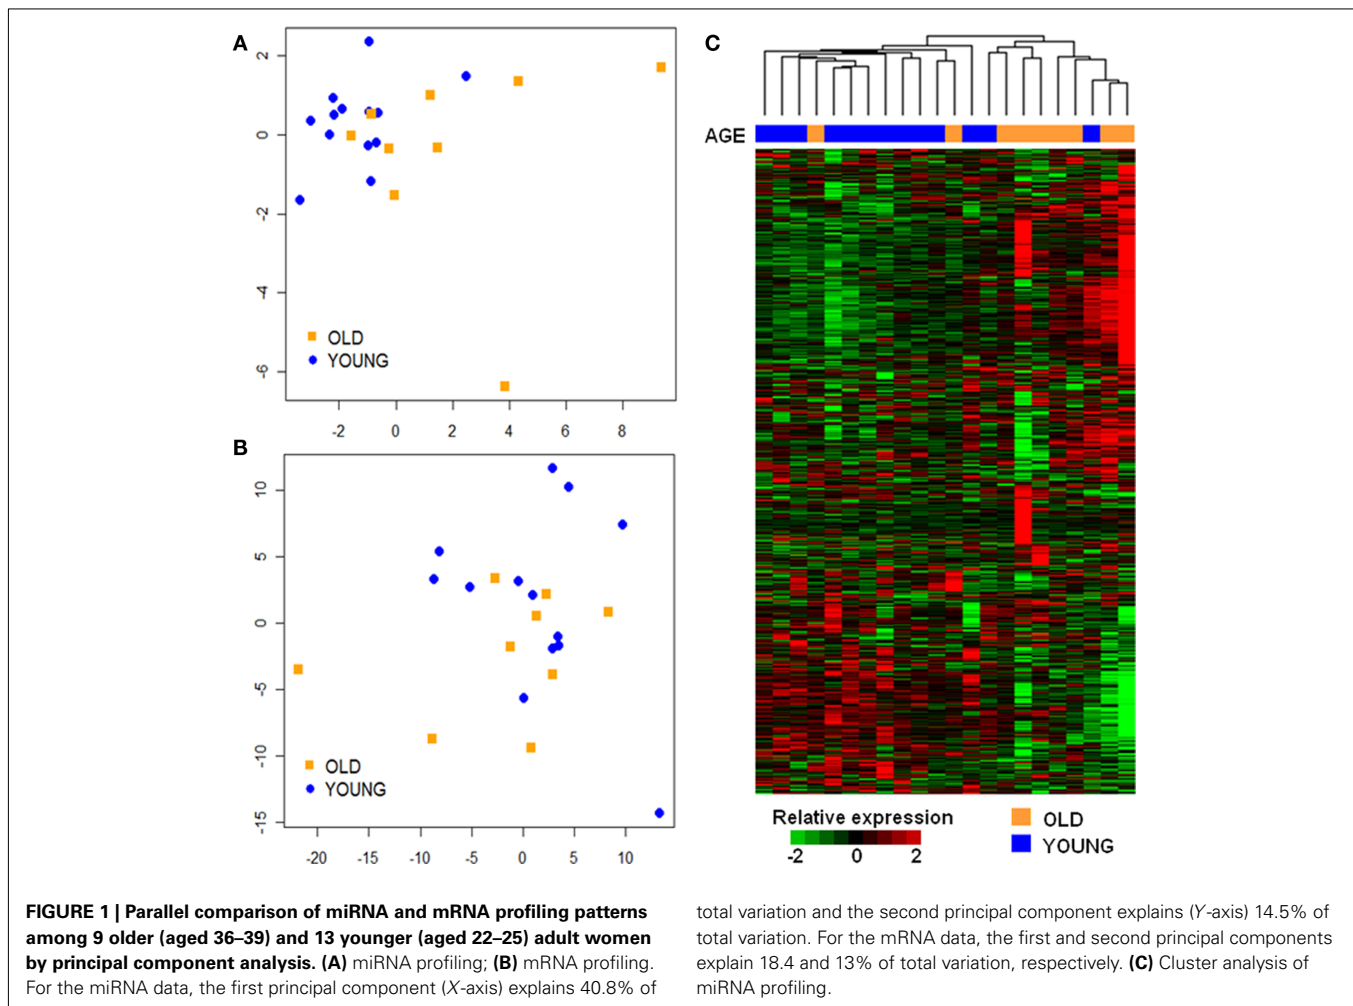 A
2
0
-2
-4
-6
OLD
YOUNG
-2 0 2 4 6 8
B
10
5
0
-5
-10
-15
OLD
YOUNG
-20 -15 -10 -5 0 5 10
C
AGE
Relative expression
-2 0 2
OLD
YOUNG
FIGURE 1 | Parallel comparison of miRNA and mRNA profiling patterns
among 9 older (aged 36–39) and 13 younger (aged 22–25) adult women
by principal component analysis. (A) miRNA profiling; (B) mRNA profiling.
For the miRNA data, the first principal component (X-axis) explains 40.8% of
total variation and the second principal component explains (Y-axis) 14.5% of
total variation. For the mRNA data, the first and second principal components
explain 18.4 and 13% of total variation, respectively. (C) Cluster analysis of
miRNA profiling.